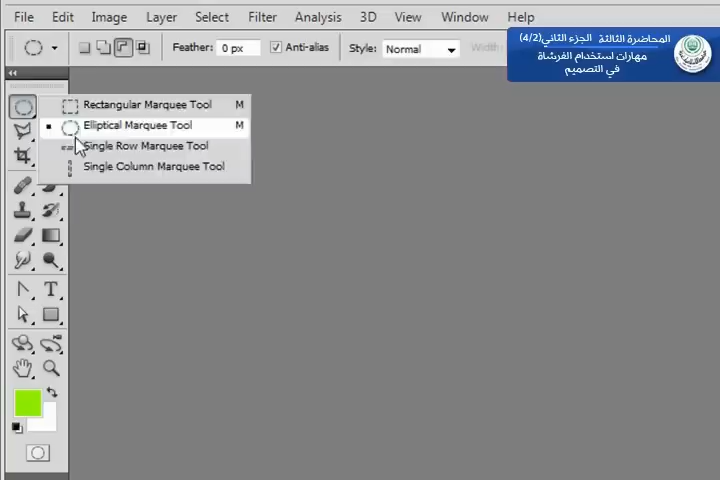 File Edit Image Layer Select Filter Analysis 3D View Window Help
Feather: 0 px Anti-alias Style: Normal Width:
المحاضرة الثالثة الجزء الثاني(4/2)
مهارات استخدام الفرشاة
في التصميم
Rectangular Marquee Tool M
Elliptical Marquee Tool M
Single Row Marquee Tool
Single Column Marquee Tool
T